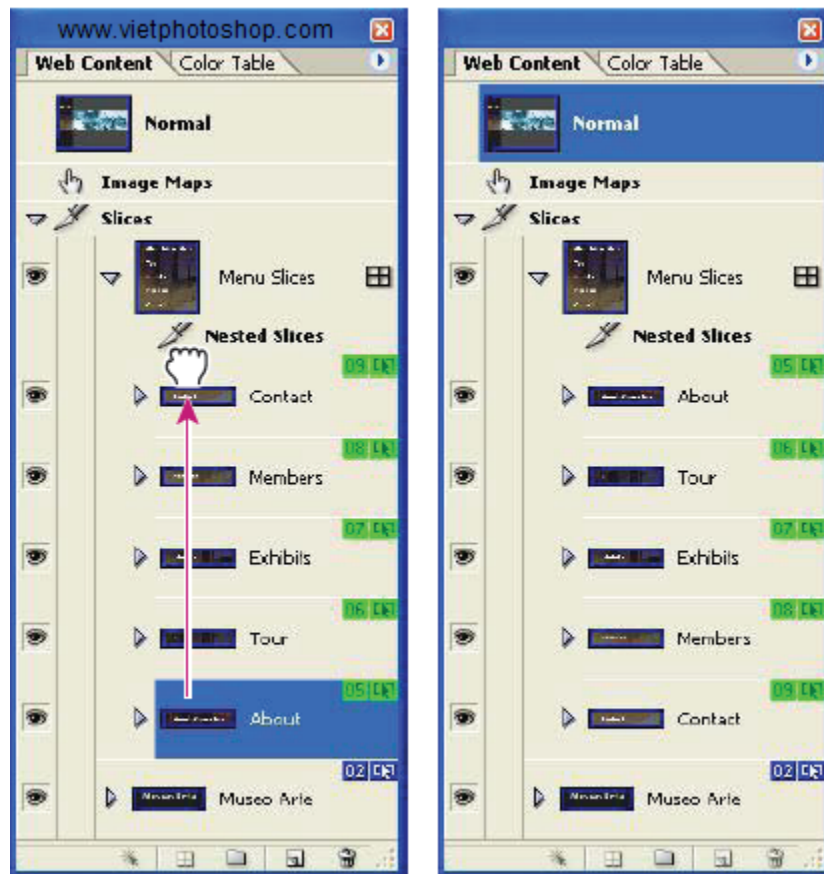 www.vietphotoshop.com
Web Content Color Table
Normal
Image Maps
Slices
Menu Slices
Nested Slices
09
Contact
08
Members
07
Exhibits
06
Tour
05
About
02
Museo Arte
Web Content Color Table
Normal
Image Maps
Slices
Menu Slices
Nested Slices
05
About
06
Tour
07
Exhibits
08
Members
09
Contact
02
Museo Arte